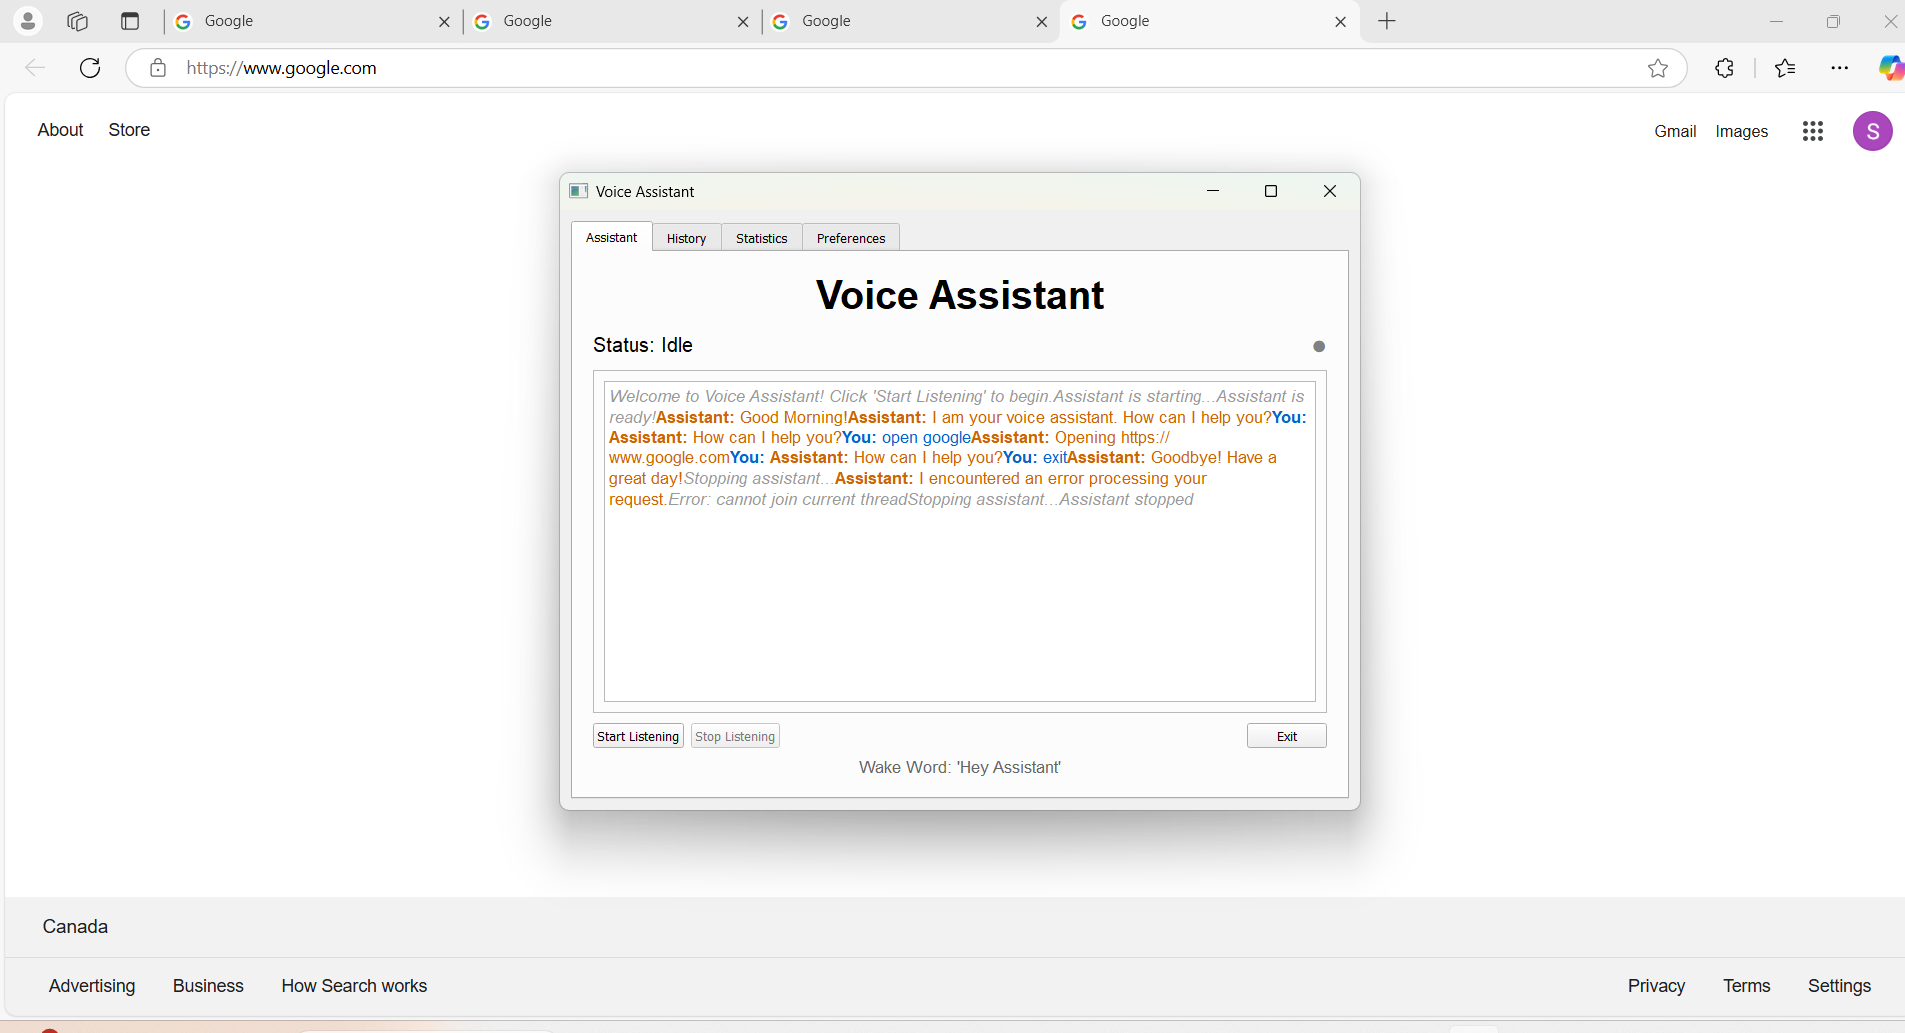 Google
Google
Google
Google
https://www.google.com
About Store
Gmail Images
S
Voice Assistant
Assistant History Statistics Preferences
Voice Assistant
Status: Idle
Welcome to Voice Assistant! Click 'Start Listening' to begin.Assistant is starting...Assistant is
ready!Assistant: Good Morning!Assistant: I am your voice assistant. How can I help you?You:
Assistant: How can I help you?You: open googleAssistant: Opening https://
www.google.comYou: Assistant: How can I help you?You: exitAssistant: Goodbye! Have a
great day!Stopping assistant...Assistant: I encountered an error processing your
request.Error: cannot join current threadStopping assistant...Assistant stopped
Start Listening Stop Listening Exit
Wake Word: 'Hey Assistant'
Canada
Advertising Business How Search works
Privacy Terms Settings